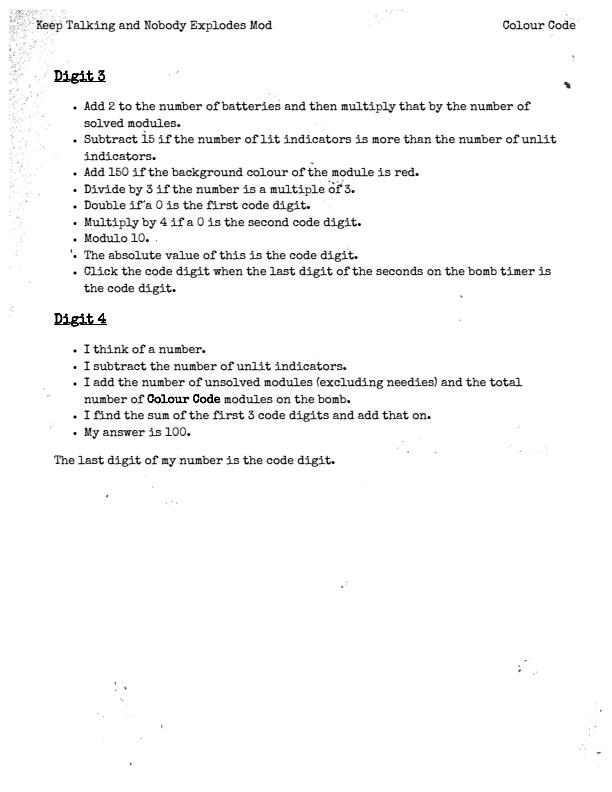 Keep Talking and Nobody Explodes Mod Colour Code
Digit 3
• Add 2 to the number of batteries and then multiply that by the number of
solved modules.
• Subtract 15 if the number of lit indicators is more than the number of unlit
indicators.
• Add 150 if the background colour of the module is red.
• Divide by 3 if the number is a multiple of 3.
• Double if a 0 is the first code digit.
• Multiply by 4 if a 0 is the second code digit.
• Modulo 10.
• The absolute value of this is the code digit.
• Click the code digit when the last digit of the seconds on the bomb timer is
the code digit.
Digit 4
• I think of a number.
• I subtract the number of unlit indicators.
• I add the number of unsolved modules (excluding needies) and the total
number of Colour Code modules on the bomb.
• I find the sum of the first 3 code digits and add that on.
• My answer is 100.
The last digit of my number is the code digit.